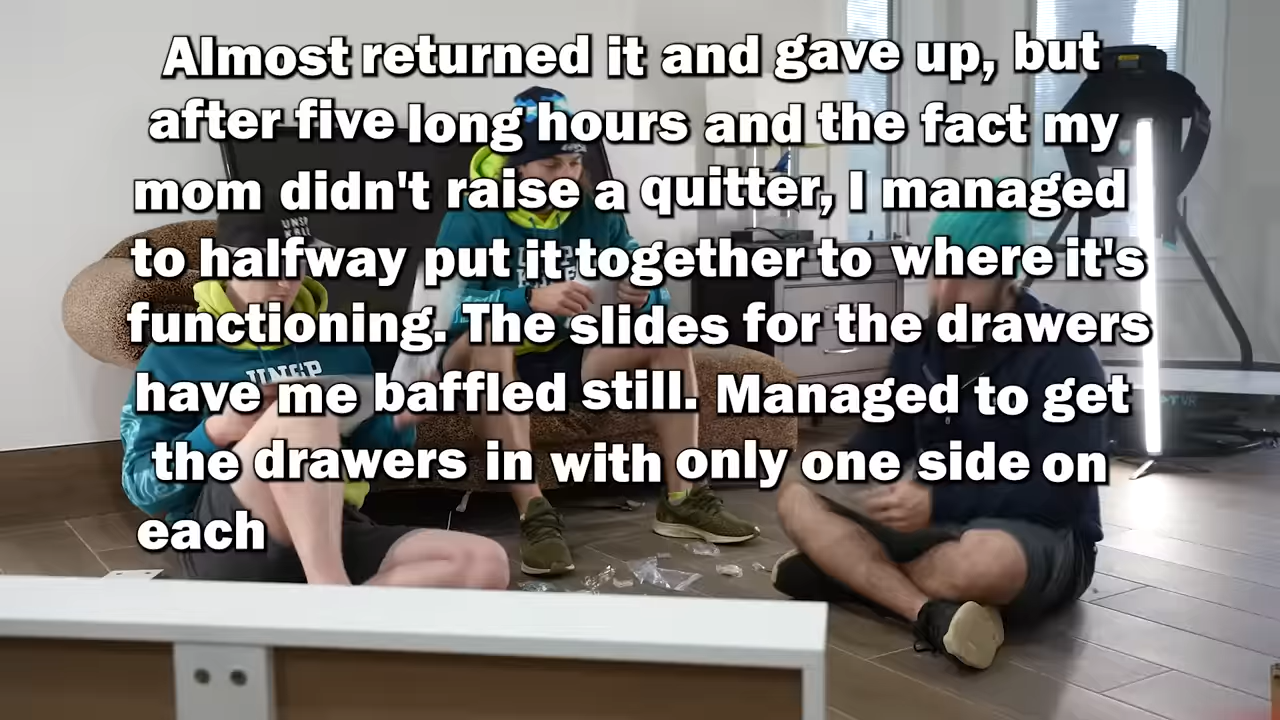 Almost returned it and gave up, but
after five long hours and the fact my
mom didn't raise a quitter, I managed
to halfway put it together to where it's
functioning. The slides for the drawers
have me baffled still. Managed to get
the drawers in with only one side on
each